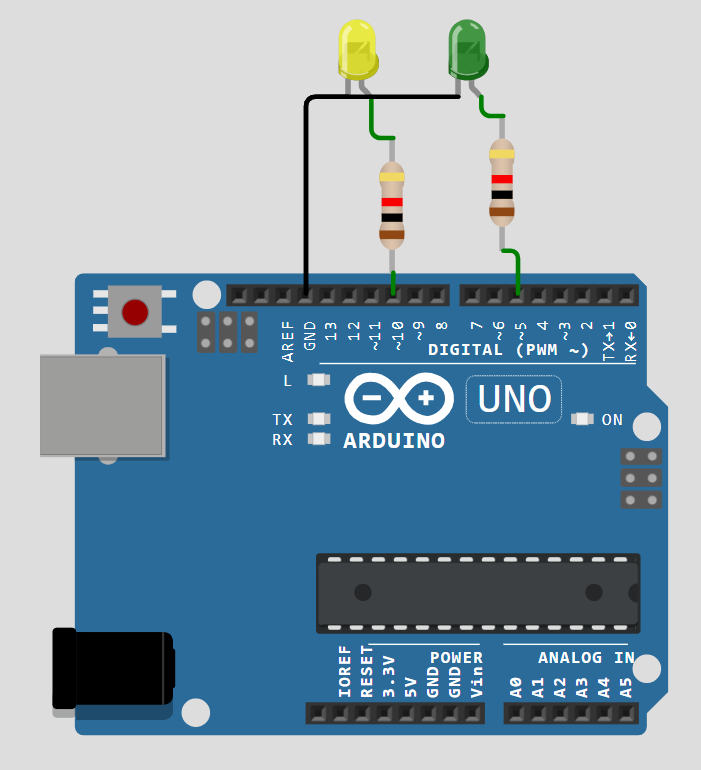 AREF
GND
13
12
~11
~10
~9
8
7
~6
~5
4
~3
2
TX→1
RX←0
DIGITAL (PWM ~)
L
TX
RX
UNO
ON
ARDUINO
IOREF
RESET
3.3V
5V
GND
GND
Vin
POWER
ANALOG IN
A0
A1
A2
A3
A4
A5